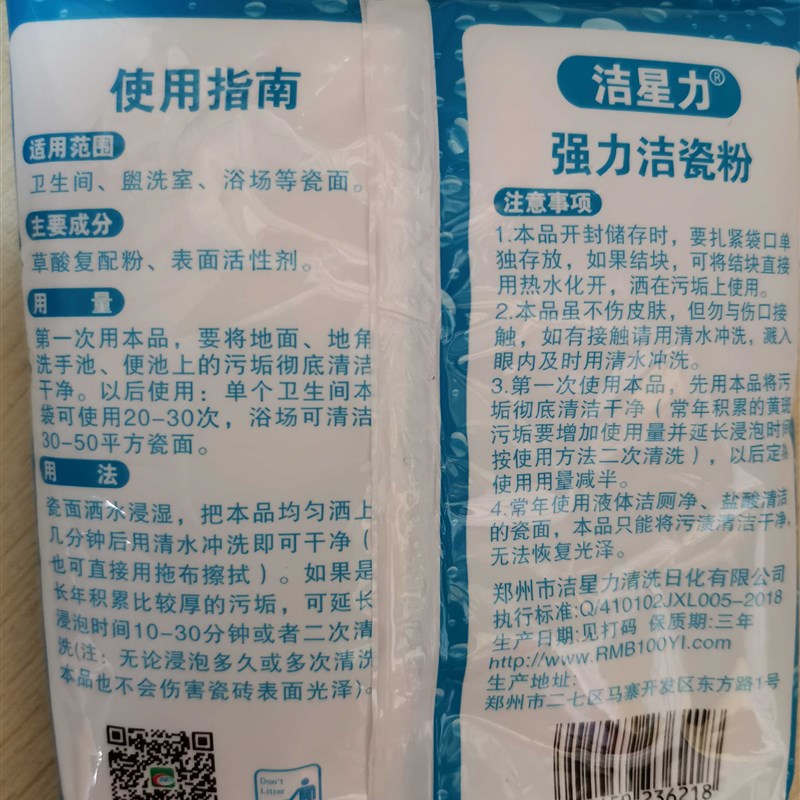 使用指南
适用范围
卫生间、盥洗室、浴场等瓷面。
主要成分
草酸复配粉、表面活性剂。
用 量
第一次用本品，要将地面、地角
洗手池、便池上的污垢彻底清洁
干净。以后使用：单个卫生间本
袋可使用20-30次，浴场可清洁
30-50平方瓷面。
用 法
瓷面洒水浸湿，把本品均匀洒上
几分钟后用清水冲洗即可干净（
也可直接用拖布擦拭）。如果是
长年积累比较厚的污垢，可延长
浸泡时间10-30分钟或者二次清
洗(注：无论浸泡多久或多次清洗
本品也不会伤害瓷砖表面光泽)。
Don't
Litter
洁星力®
强力洁瓷粉
注意事项
1.本品开封储存时，要扎紧袋口单
独存放，如果结块，可将结块直接
用热水化开，洒在污垢上使用。
2.本品虽不伤皮肤，但勿与伤口接
触，如有接触请用清水冲洗，溅入
眼内及时用清水冲洗。
3.第一次使用本品，先用本品将污
垢彻底清洁干净（常年积累的黄
污垢要增加使用量并延长浸泡时间
按使用方法二次清洗），以后定
使用用量减半。
4.常年使用液体洁厕净、盐酸清洁
的瓷面，本品只能将污渍清洁干净，
无法恢复光泽。
郑州市洁星力清洗日化有限公司
执行标准:Q/410102JXL005-2018
生产日期:见打码 保质期:三年
http://www.RMB100YI.com
生产地址:
郑州市二七区马寨开发区东方路1号
236218